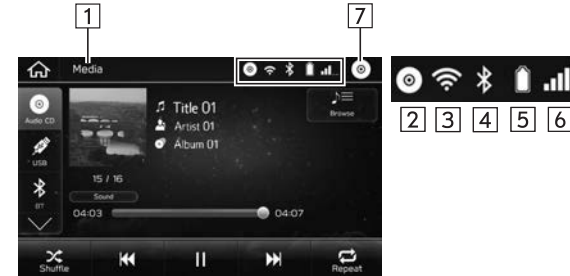 1
7
Media
Audio CD
Title 01
Artist 01
Álbum 01
Browse
USB
15 / 16
BT
Sound
04:03
04:07
Shuffle
Repeat
2 3 4 5 6